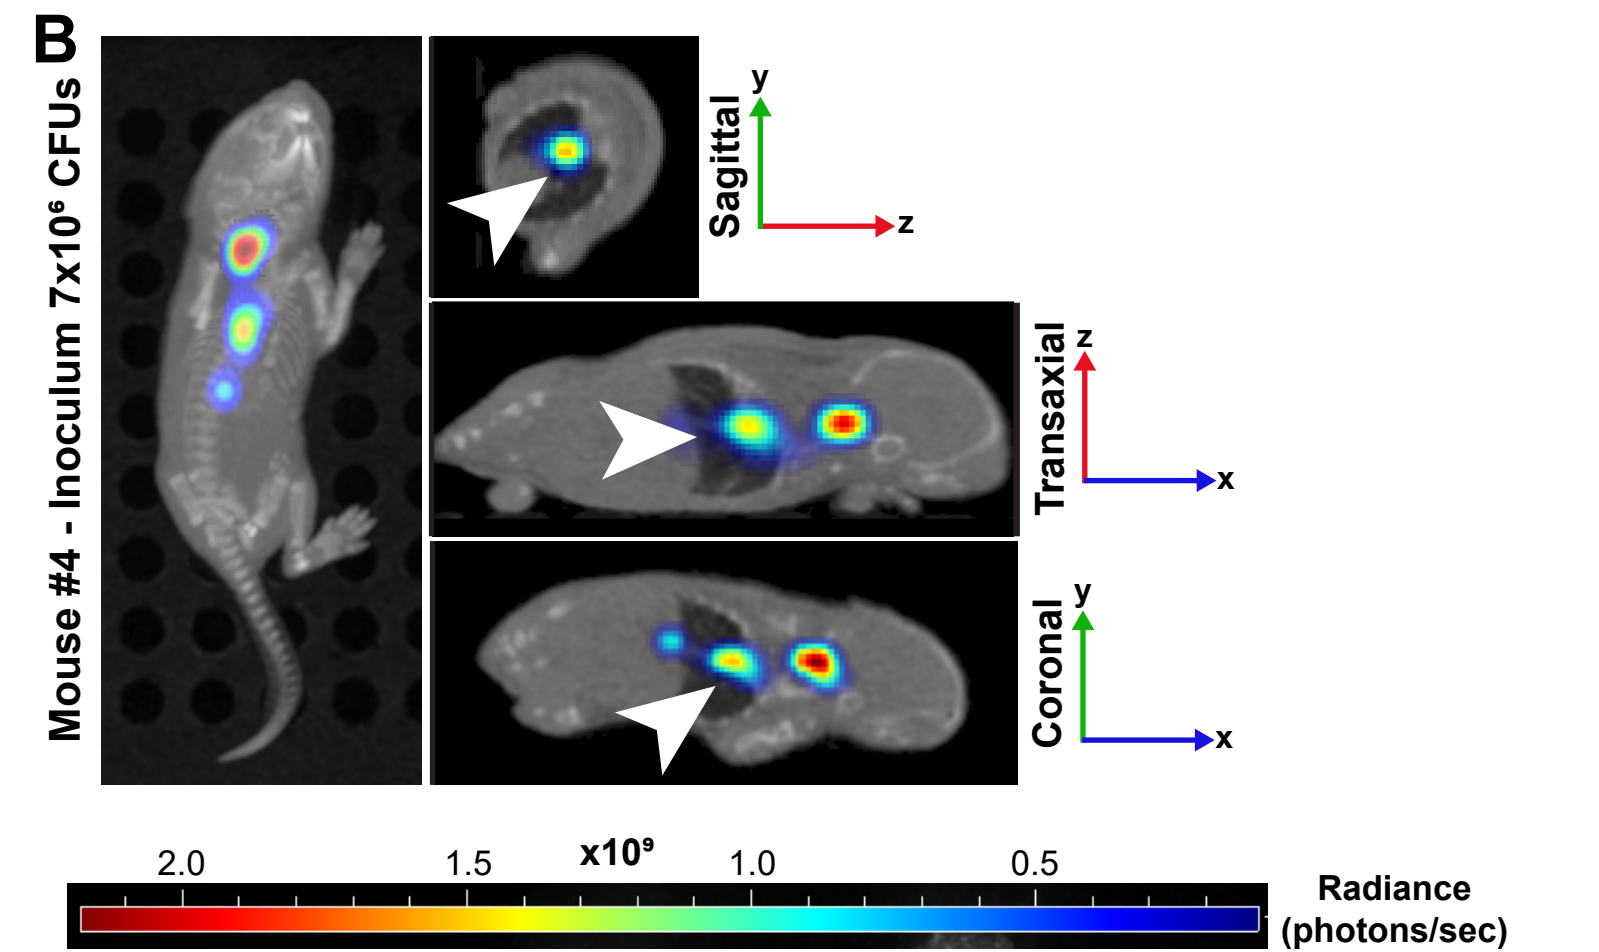 B
Mouse #4 - Inoculum 7x10⁶ CFUs
y
Sagittal
z
z
Transaxial
x
y
Coronal
x
x10⁹
2.0 1.5 1.0 0.5
Radiance
(photons/sec)